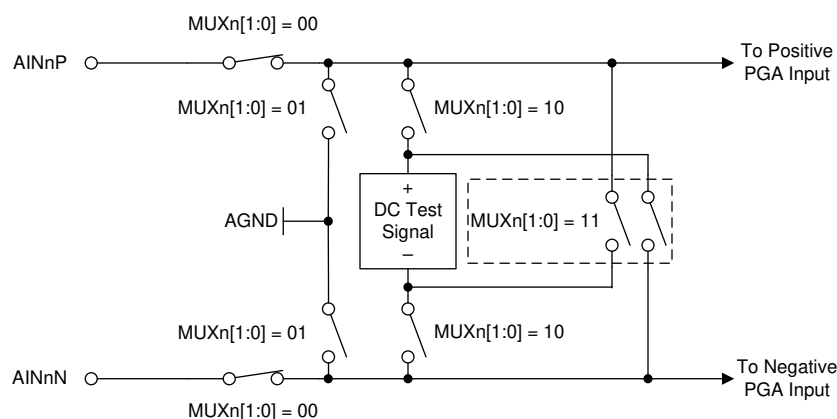 MUXn[1:0] = 00
AINnP
To Positive
PGA Input
MUXn[1:0] = 01
MUXn[1:0] = 10
+
DC Test
Signal
–
AGND
MUXn[1:0] = 11
MUXn[1:0] = 01
MUXn[1:0] = 10
AINnN
To Negative
PGA Input
MUXn[1:0] = 00